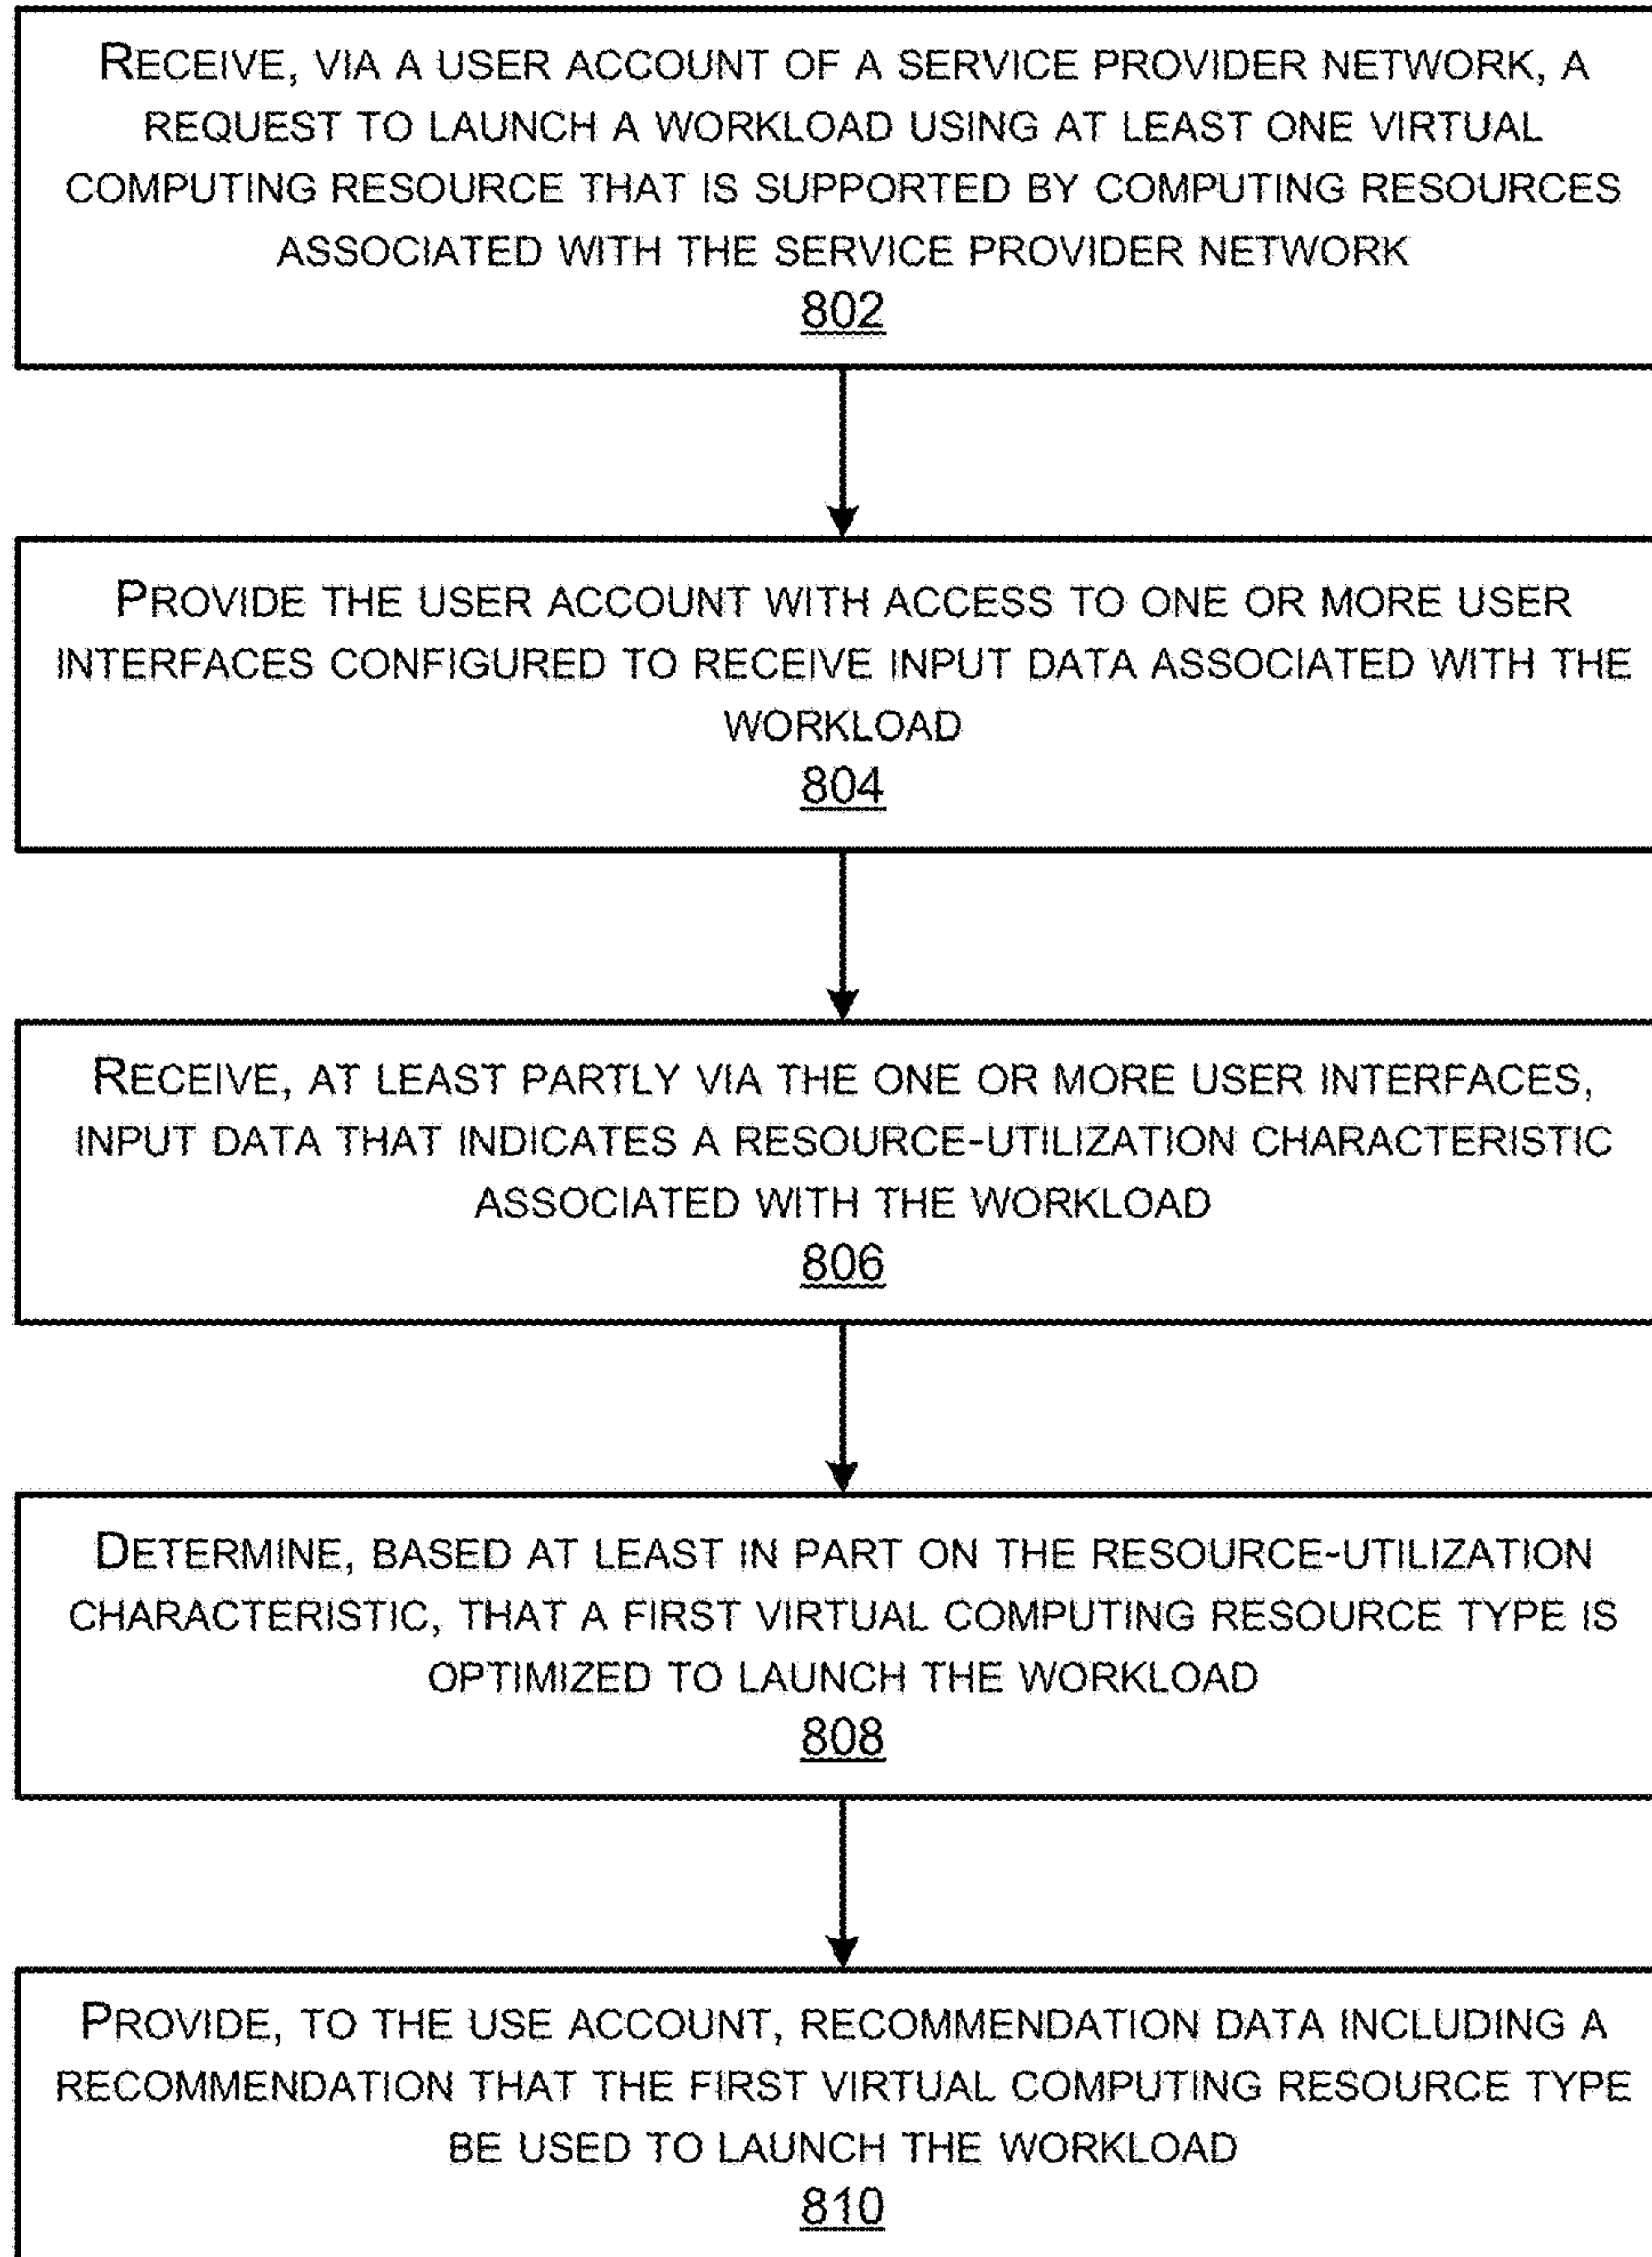 RECEIVE, VIA A USER ACCOUNT OF A SERVICE PROVIDER NETWORK, A
REQUEST TO LAUNCH A WORKLOAD USING AT LEAST ONE VIRTUAL
COMPUTING RESOURCE THAT IS SUPPORTED BY COMPUTING RESOURCES
ASSOCIATED WITH THE SERVICE PROVIDER NETWORK
802
PROVIDE THE USER ACCOUNT WITH ACCESS TO ONE OR MORE USER
INTERFACES CONFIGURED TO RECEIVE INPUT DATA ASSOCIATED WITH THE
WORKLOAD
804
RECEIVE, AT LEAST PARTLY VIA THE ONE OR MORE USER INTERFACES,
INPUT DATA THAT INDICATES A RESOURCE-UTILIZATION CHARACTERISTIC
ASSOCIATED WITH THE WORKLOAD
806
DETERMINE, BASED AT LEAST IN PART ON THE RESOURCE-UTILIZATION
CHARACTERISTIC, THAT A FIRST VIRTUAL COMPUTING RESOURCE TYPE IS
OPTIMIZED TO LAUNCH THE WORKLOAD
808
PROVIDE, TO THE USE ACCOUNT, RECOMMENDATION DATA INCLUDING A
RECOMMENDATION THAT THE FIRST VIRTUAL COMPUTING RESOURCE TYPE
BE USED TO LAUNCH THE WORKLOAD
810